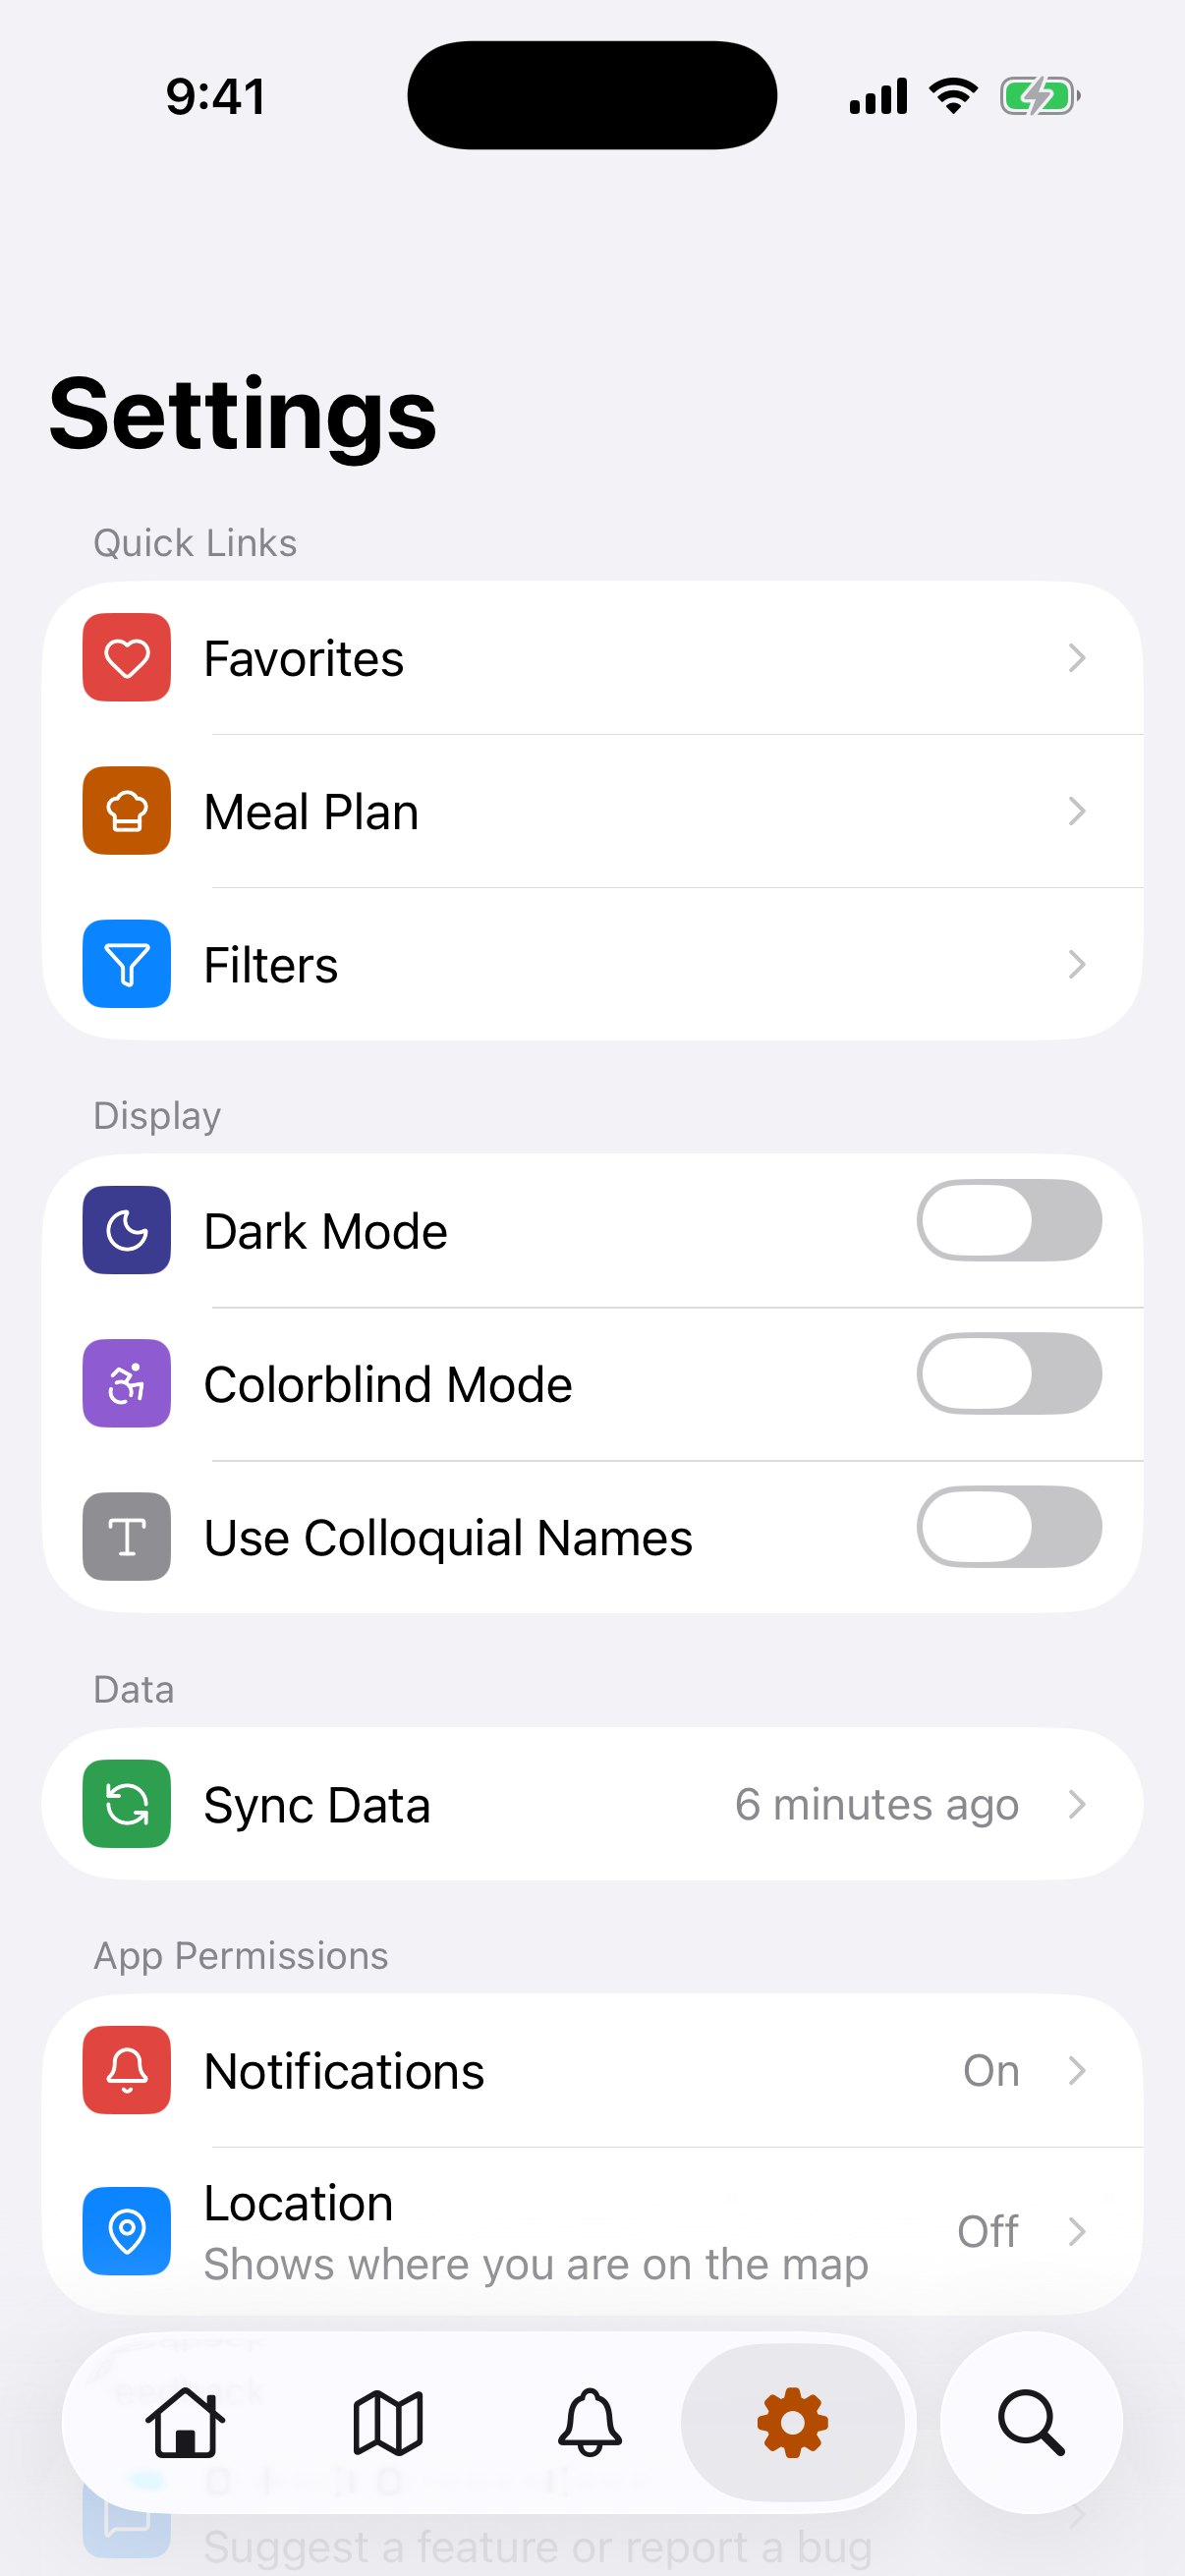 9:41
Settings
Quick Links
Favorites
Meal Plan
Filters
Display
Dark Mode
Colorblind Mode
Use Colloquial Names
Data
Sync Data 6 minutes ago
App Permissions
Notifications On
Location Off
Shows where you are on the map
Suggest a feature or report a bug